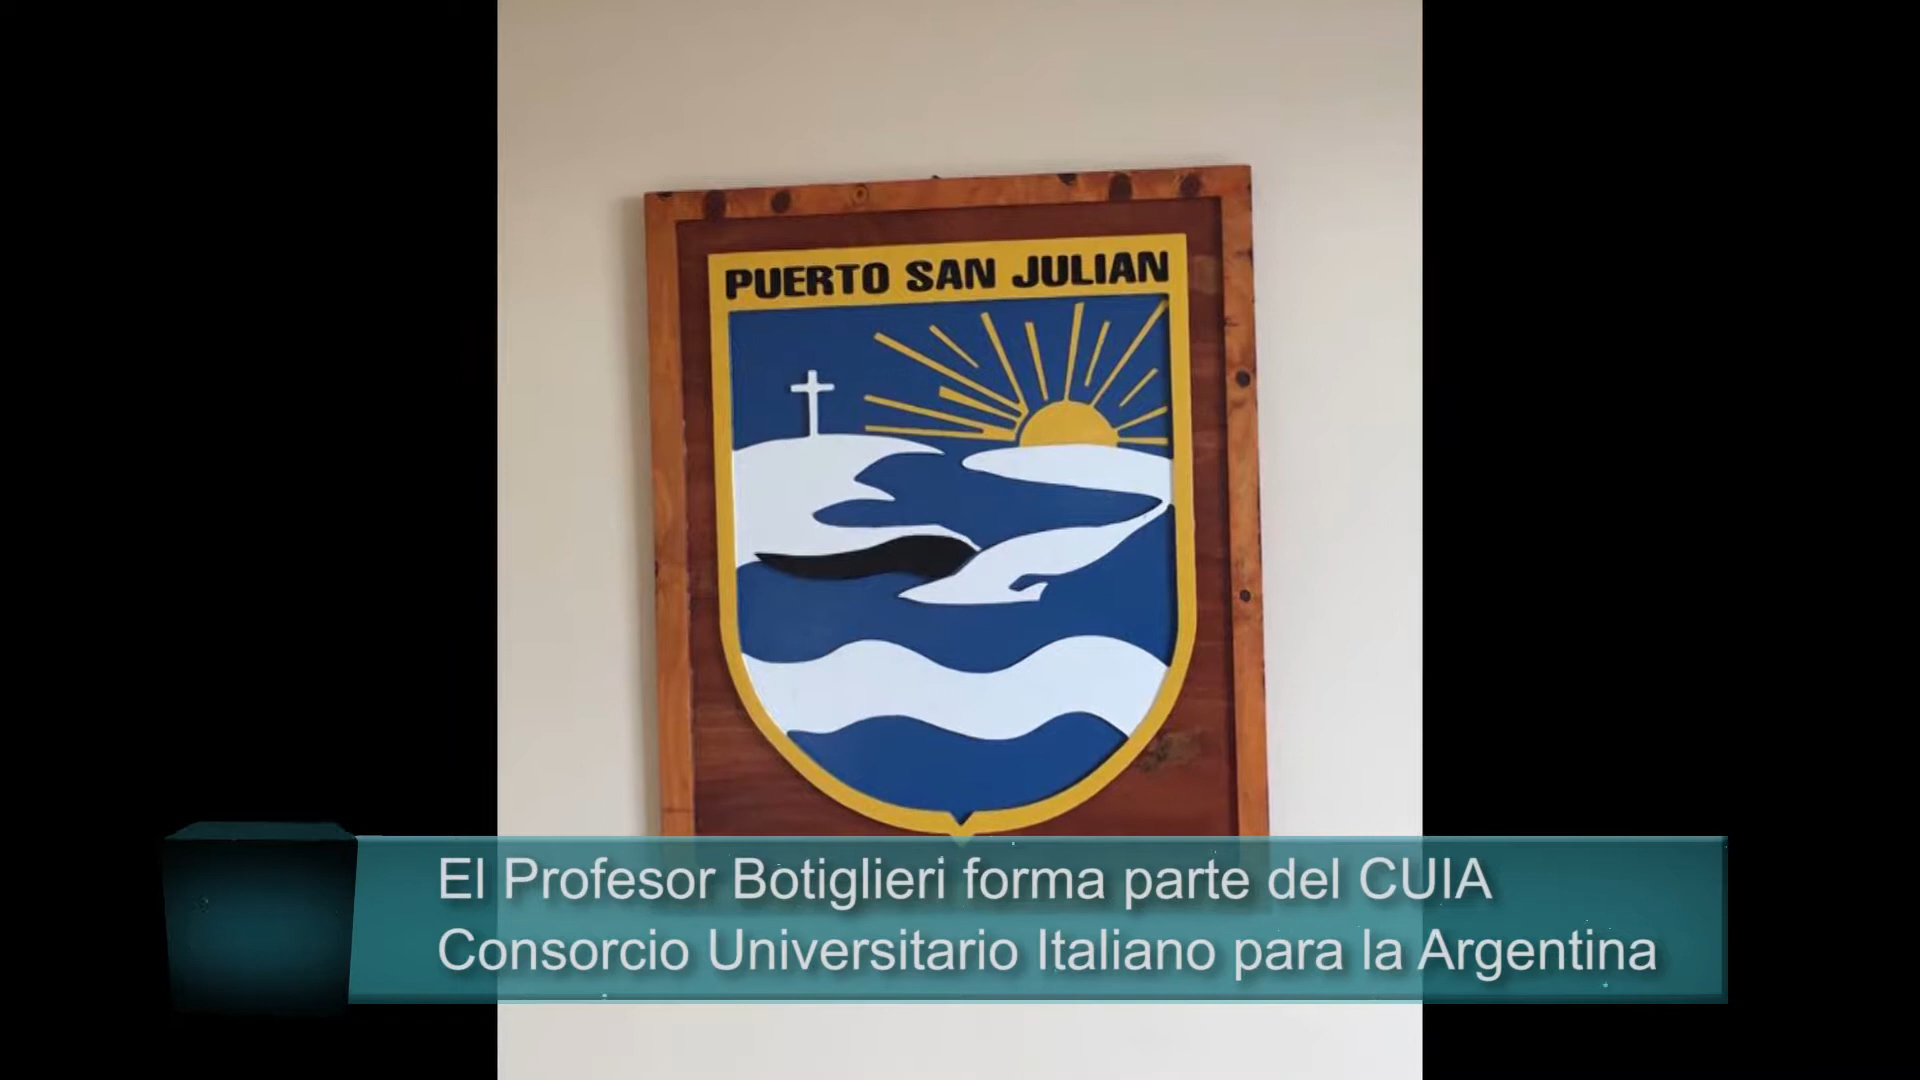 PUERTO SAN JULIAN
El Profesor Botiglieri forma parte del CUIA
Consorcio Universitario Italiano para la Argentina